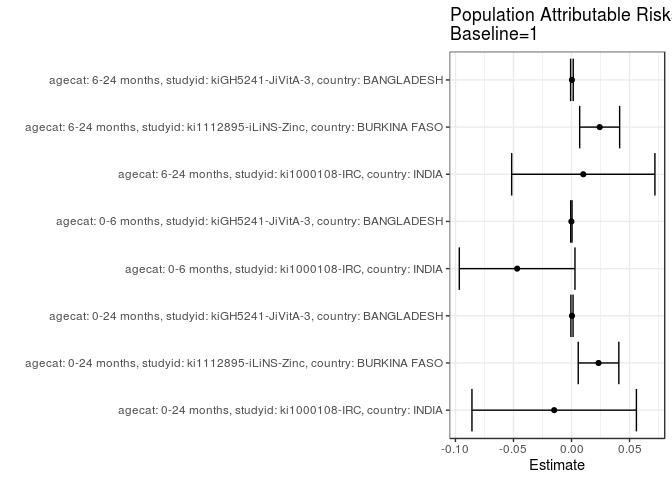 Population Attributable Risk
Baseline=1
agecat: 6-24 months, studyid: kiGH5241-JiVitA-3, country: BANGLADESH
agecat: 6-24 months, studyid: ki1112895-iLiNS-Zinc, country: BURKINA FASO
agecat: 6-24 months, studyid: ki1000108-IRC, country: INDIA
agecat: 0-6 months, studyid: kiGH5241-JiVitA-3, country: BANGLADESH
agecat: 0-6 months, studyid: ki1000108-IRC, country: INDIA
agecat: 0-24 months, studyid: kiGH5241-JiVitA-3, country: BANGLADESH
agecat: 0-24 months, studyid: ki1112895-iLiNS-Zinc, country: BURKINA FASO
agecat: 0-24 months, studyid: ki1000108-IRC, country: INDIA
-0.10 -0.05 0.00 0.05
Estimate